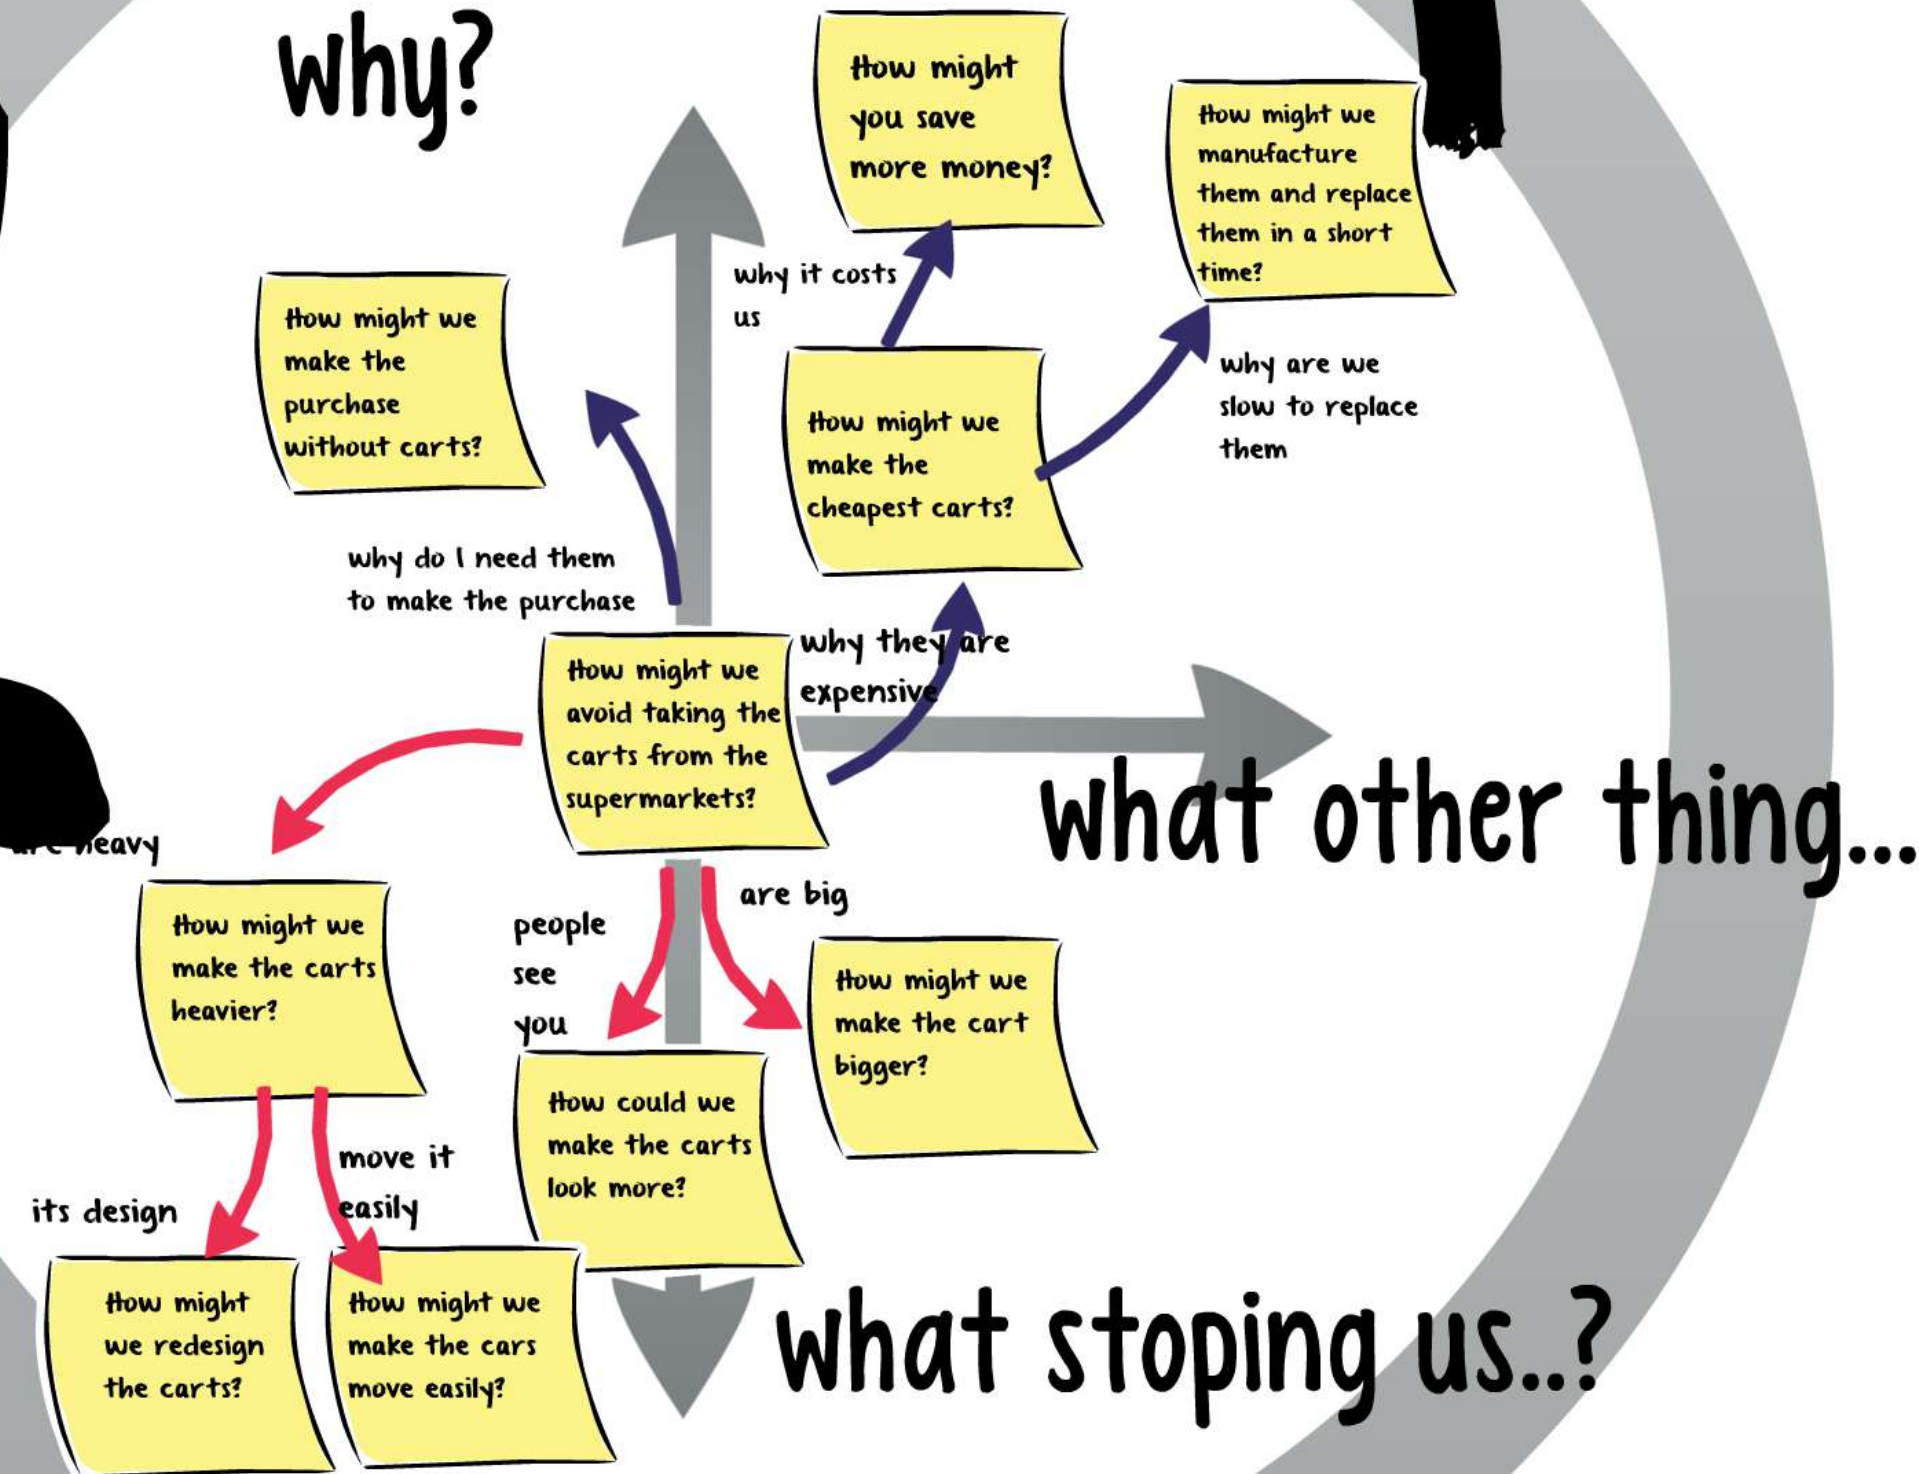 why?
How might
you save
more money?
How might we
manufacture
them and replace
them in a short
time?
why it costs
us
How might we
make the
purchase
without carts?
why are we
slow to replace
them
How might we
make the
cheapest carts?
why do I need them
to make the purchase
why they are
expensive
How might we
avoid taking the
carts from the
supermarkets?
what other thing...
heavy
are big
people
see
you
How might we
make the carts
heavier?
How might we
make the cart
bigger?
How could we
make the carts
look more?
move it
easily
its design
How might
we redesign
the carts?
How might we
make the cars
move easily?
what stoping us..?